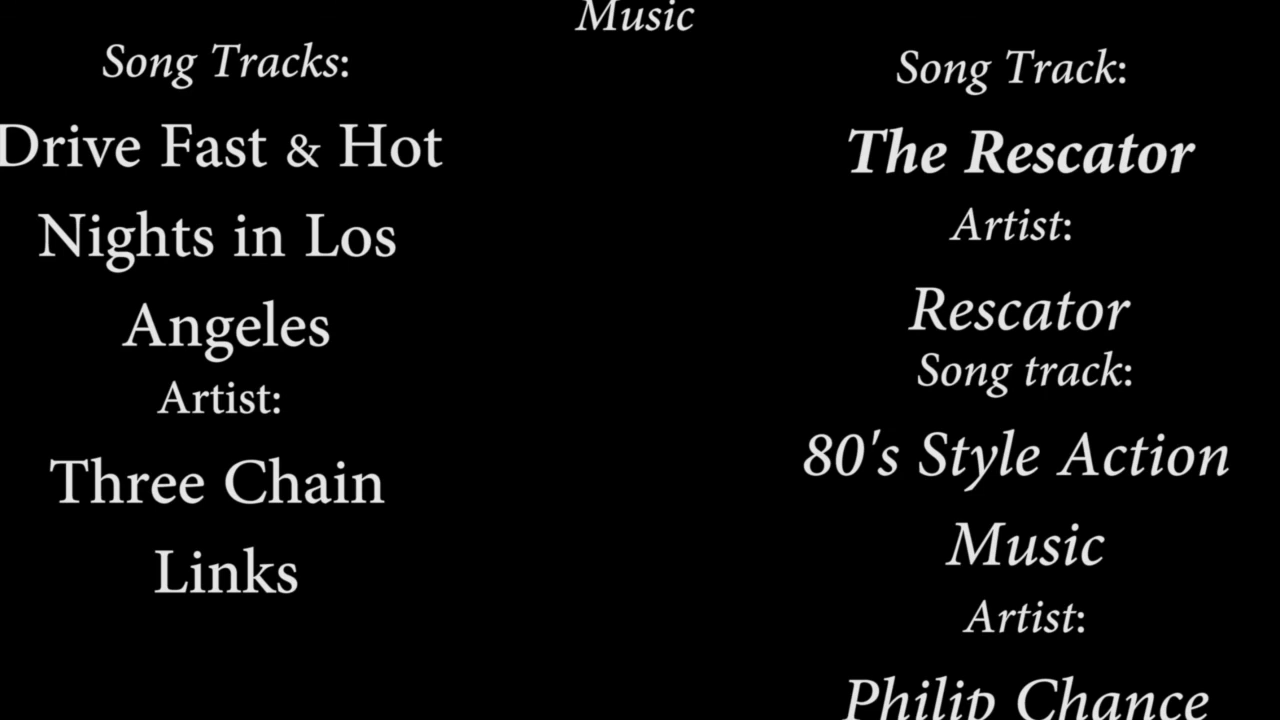 Music
Song Tracks:
Drive Fast & Hot
Nights in Los
Angeles
Artist:
Three Chain
Links
Song Track:
The Rescator
Artist:
Rescator
Song track:
80's Style Action
Music
Artist:
Philip Chance